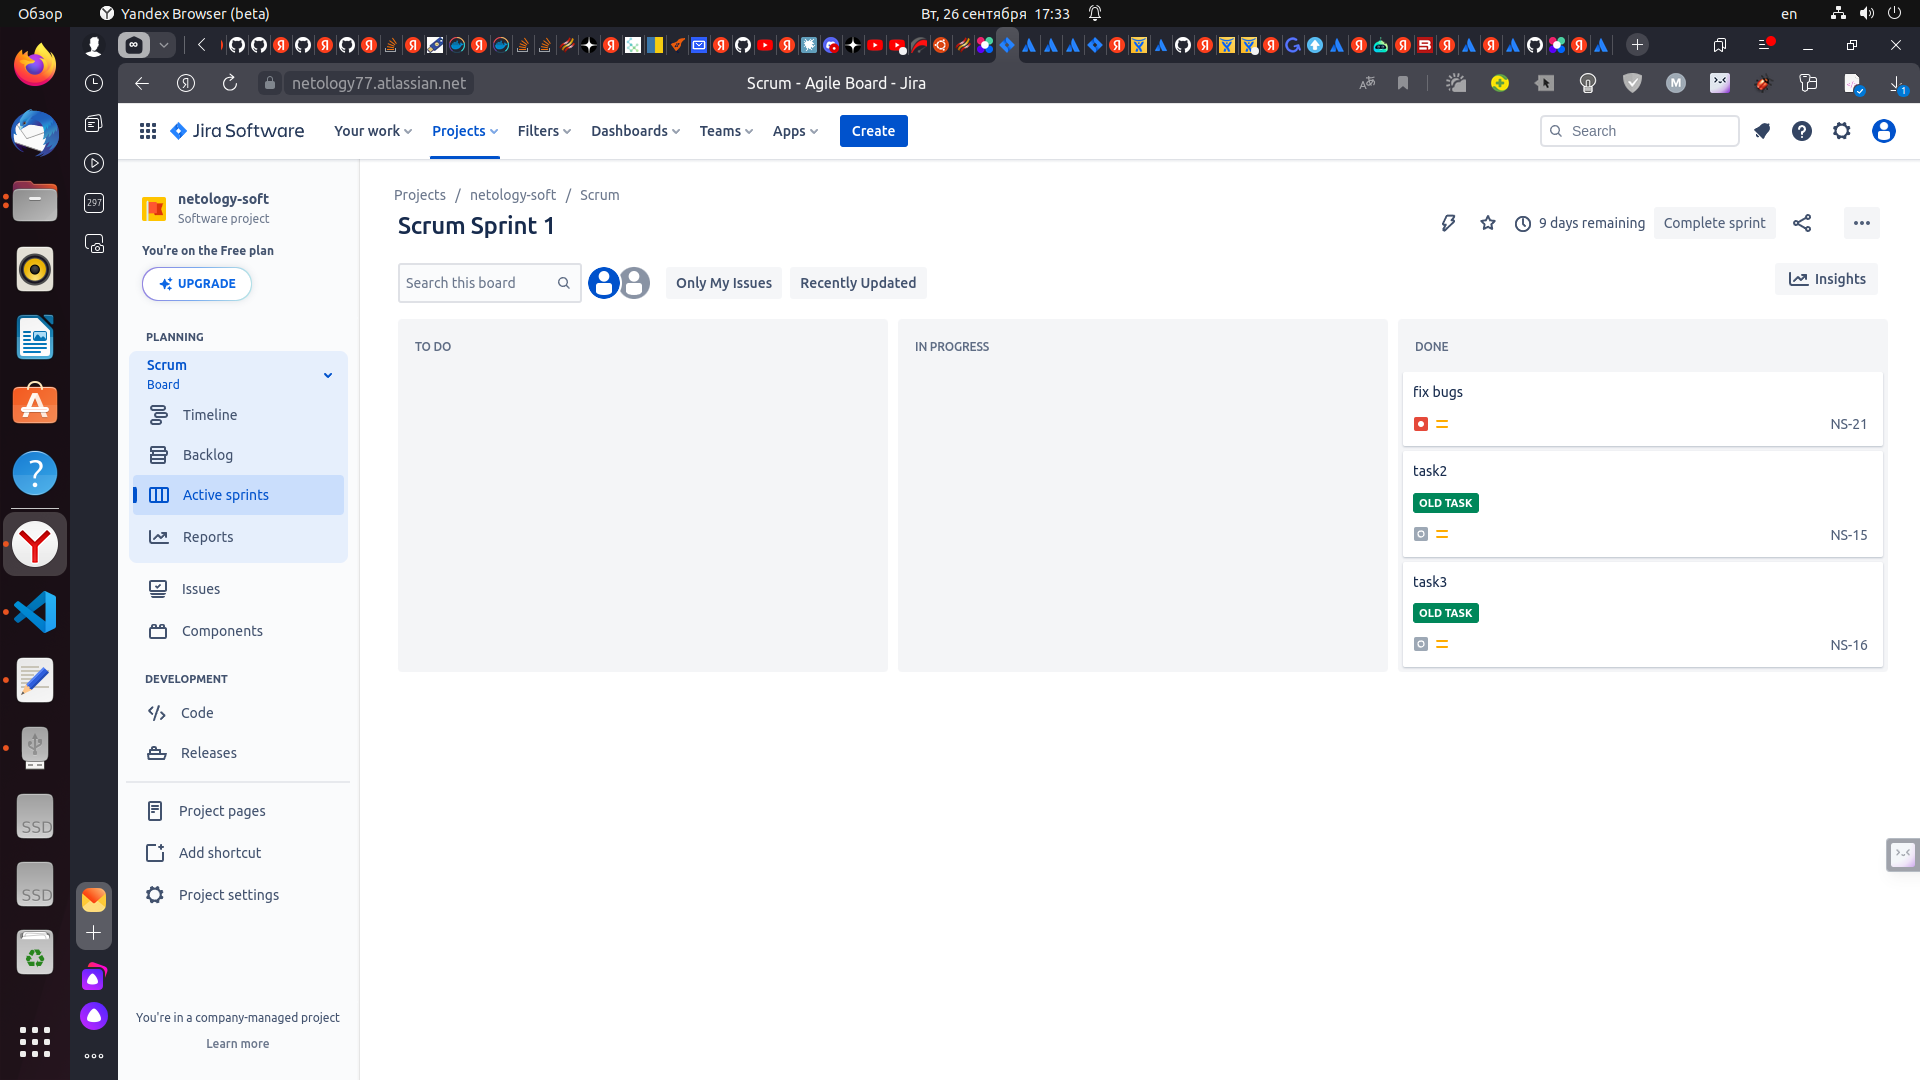 Обзор
Yandex Browser (beta)
Вт, 26 сентября 17:33
en
netology77.atlassian.net
Scrum - Agile Board - Jira
297
M
1
Jira Software
Your work
Projects
Filters
Dashboards
Teams
Apps
Create
Search
netology-soft
Software project
You're on the Free plan
UPGRADE
PLANNING
Scrum
Board
Timeline
Backlog
Active sprints
Reports
Issues
Components
DEVELOPMENT
Code
Releases
Project pages
Add shortcut
Project settings
You're in a company-managed project
Learn more
Projects / netology-soft / Scrum
Scrum Sprint 1
9 days remaining
Complete sprint
Search this board
Only My Issues
Recently Updated
Insights
TO DO
IN PROGRESS
DONE
fix bugs
NS-21
task2
OLD TASK
NS-15
task3
OLD TASK
NS-16
SSD
SSD